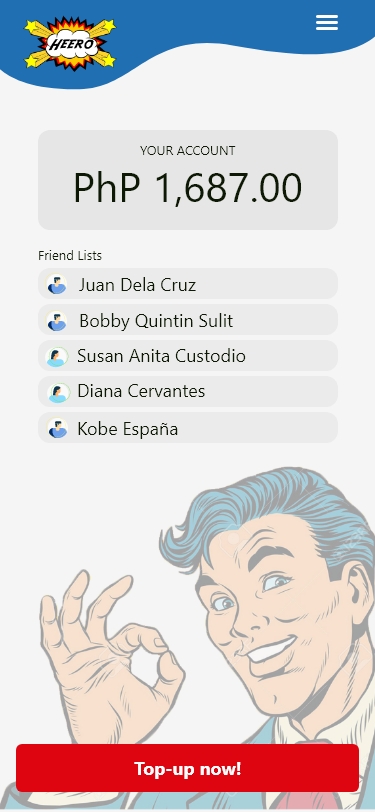 HEERO
YOUR ACCOUNT
PhP 1,687.00
Friend Lists
Juan Dela Cruz
Bobby Quintin Sulit
Susan Anita Custodio
Diana Cervantes
Kobe España
Top-up now!